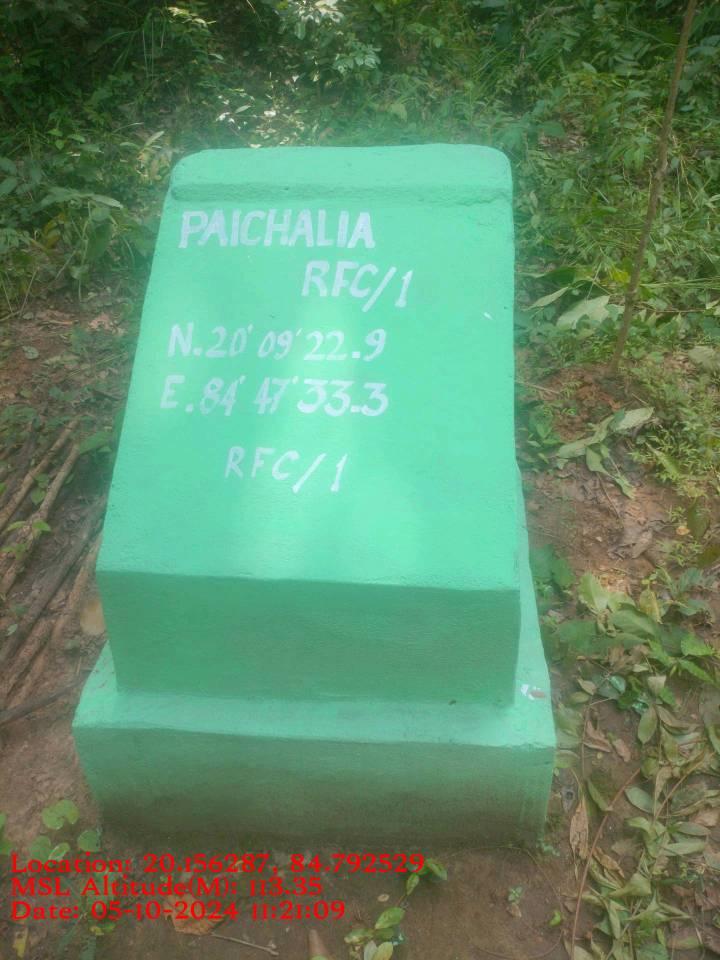 PAICHALIA
RFC/1
N.20' 09' 22.9
E.84' 47' 33.3
RFC/1
Location: 20.156287, 84.792529
MSL Altitude(M): 113.35
Date: 05-10-2024 11:21:09